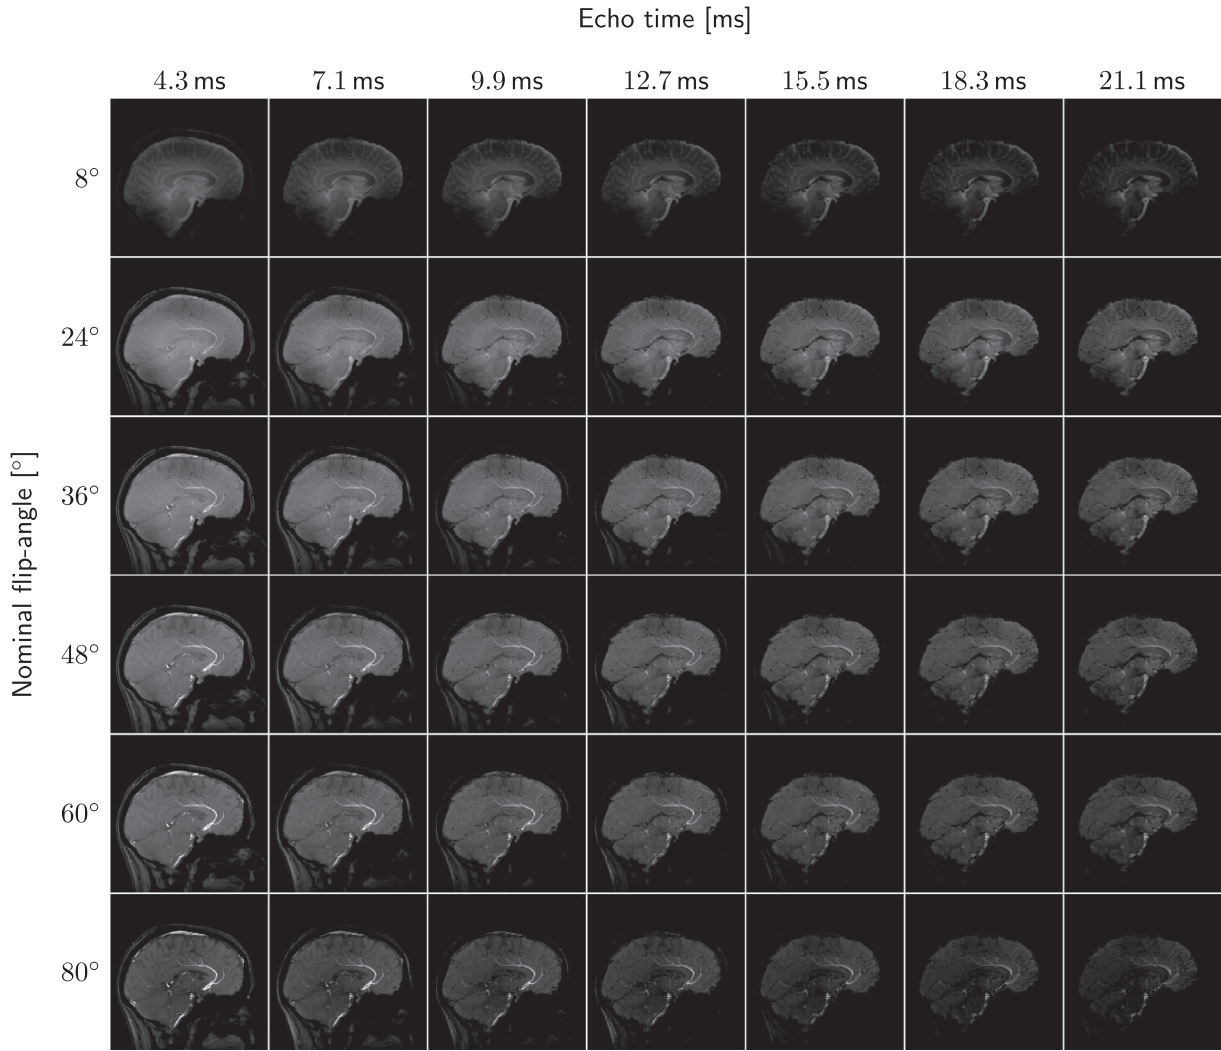 Echo time [ms]
4.3 ms 7.1 ms 9.9 ms 12.7 ms 15.5 ms 18.3 ms 21.1 ms
Nominal flip-angle [°]
8°
24°
36°
48°
60°
80°